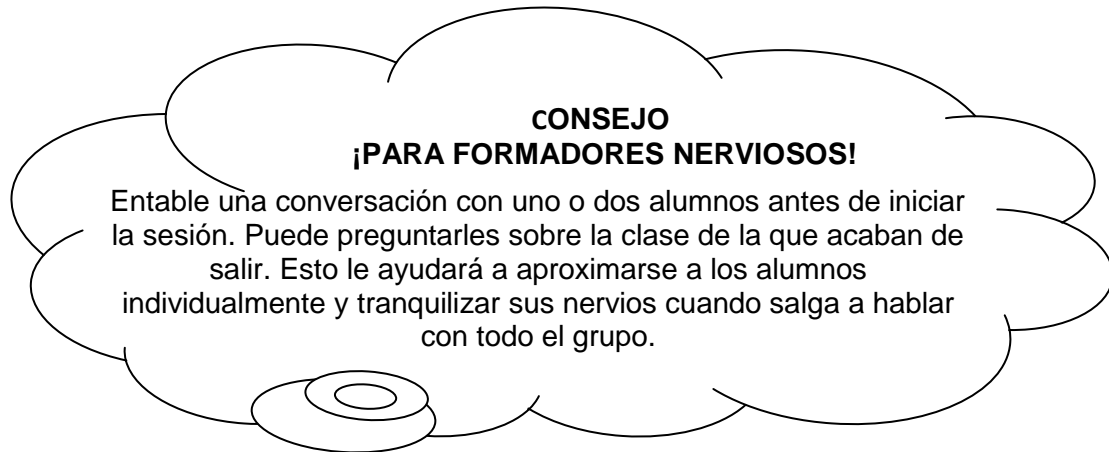 CONSEJO
¡PARA FORMADORES NERVIOSOS!
Entable una conversación con uno o dos alumnos antes de iniciar
la sesión. Puede preguntarles sobre la clase de la que acaban de
salir. Esto le ayudará a aproximarse a los alumnos
individualmente y tranquilizar sus nervios cuando salga a hablar
con todo el grupo.